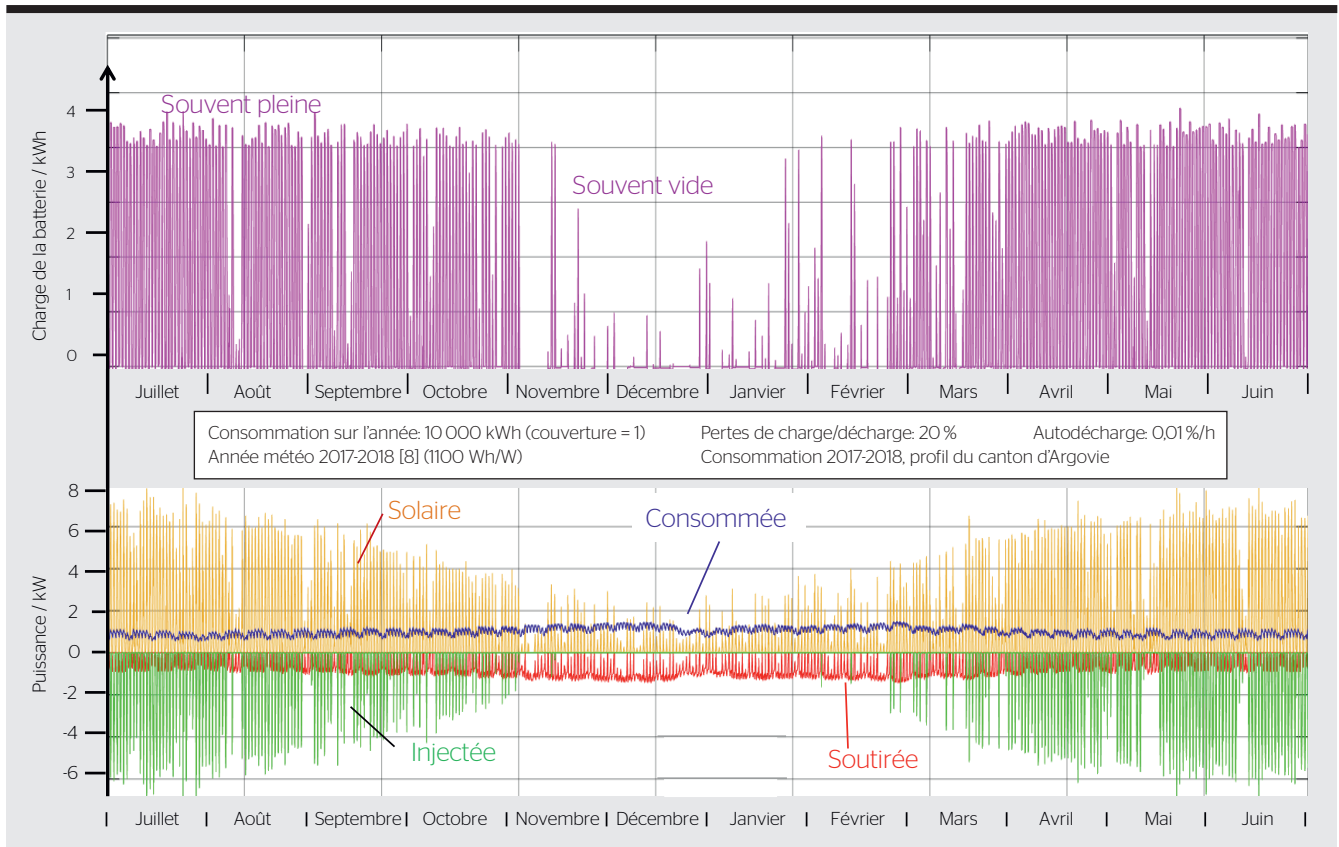 Charge de la batterie / kWh
4
3
2
1
0
Souvent pleine
Souvent vide
Juillet Août Septembre Octobre Novembre Décembre Janvier Février Mars Avril Mai Juin
Consommation sur l'année: 10 000 kWh (couverture = 1) Pertes de charge/décharge: 20 % Autodécharge: 0,01 %/h
Année météo 2017-2018 [8] (1100 Wh/W) Consommation 2017-2018, profil du canton d'Argovie
Puissance / kW
8
6
4
2
0
-2
-4
-6
Solaire
Consommée
Injectée
Soutirée
Juillet Août Septembre Octobre Novembre Décembre Janvier Février Mars Avril Mai Juin